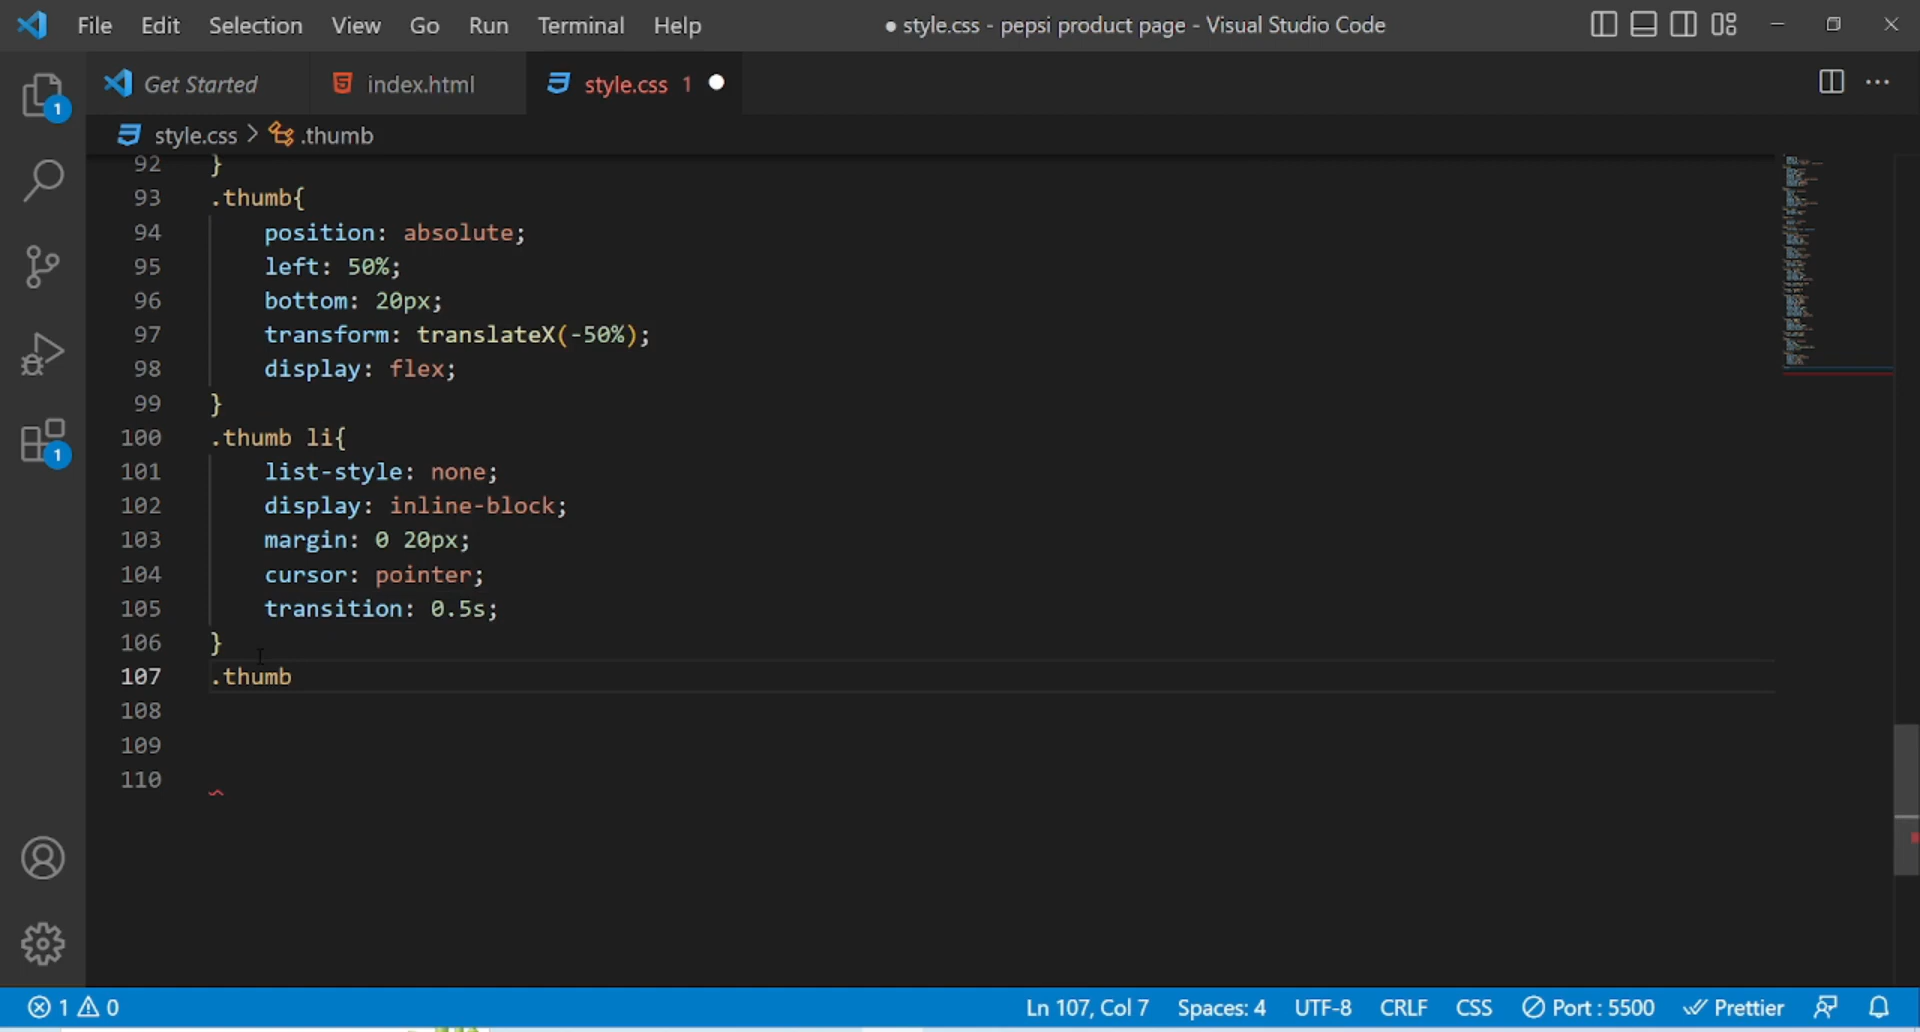 File Edit Selection View Go Run Terminal Help ● style.css - pepsi product page - Visual Studio Code
Get Started index.html style.css 1
style.css > .thumb
92 }
93 .thumb{
94 position: absolute;
95 left: 50%;
96 bottom: 20px;
97 transform: translateX(-50%);
98 display: flex;
99 }
100 .thumb li{
101 list-style: none;
102 display: inline-block;
103 margin: 0 20px;
104 cursor: pointer;
105 transition: 0.5s;
106 }
107 .thumb
108
109
110
1
1
1 0 Ln 107, Col 7 Spaces: 4 UTF-8 CRLF CSS Port : 5500 Prettier